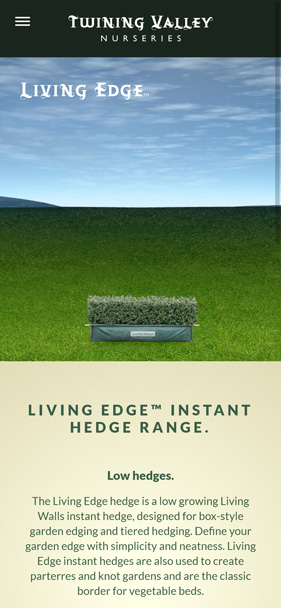 TWINING VALLEY
NURSERIES
LIVING EDGE™
LIVING EDGE™ INSTANT
HEDGE RANGE.
Low hedges.
The Living Edge hedge is a low growing Living
Walls instant hedge, designed for box-style
garden edging and tiered hedging. Define your
garden edge with simplicity and neatness. Living
Edge instant hedges are also used to create
parterres and knot gardens and are the classic
border for vegetable beds.